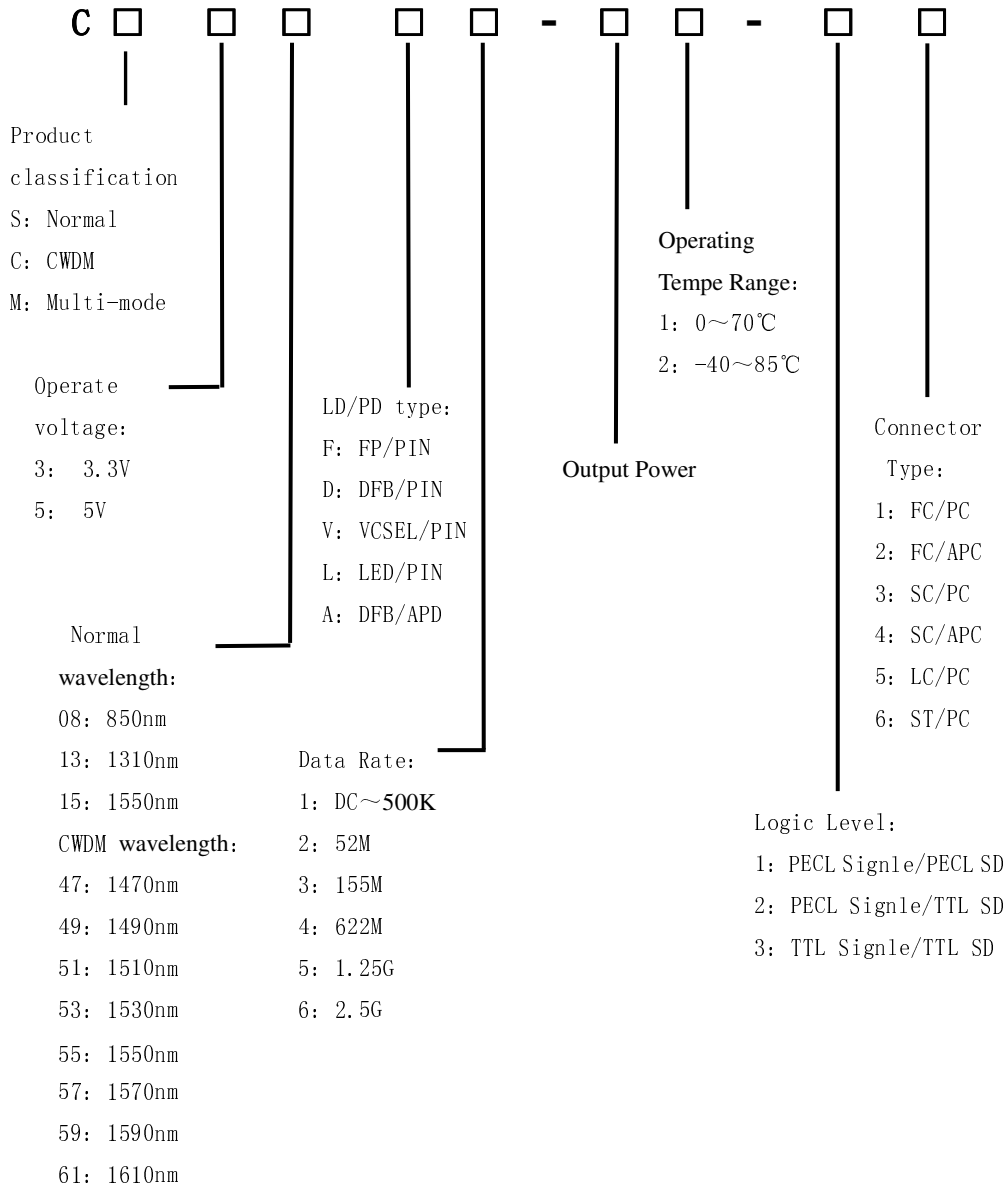 C □ □ □ □ □ - □ □ - □ □
Product
classification
S: Normal
C: CWDM
M: Multi-mode
Operate
voltage:
3: 3.3V
5: 5V
Normal
wavelength:
08: 850nm
13: 1310nm
15: 1550nm
CWDM wavelength:
47: 1470nm
49: 1490nm
51: 1510nm
53: 1530nm
55: 1550nm
57: 1570nm
59: 1590nm
61: 1610nm
LD/PD type:
F: FP/PIN
D: DFB/PIN
V: VCSEL/PIN
L: LED/PIN
A: DFB/APD
Data Rate:
1: DC～500K
2: 52M
3: 155M
4: 622M
5: 1.25G
6: 2.5G
Output Power
Operating
Tempe Range:
1: 0～70℃
2: -40～85℃
Logic Level:
1: PECL Signle/PECL SD
2: PECL Signle/TTL SD
3: TTL Signle/TTL SD
Connector
Type:
1: FC/PC
2: FC/APC
3: SC/PC
4: SC/APC
5: LC/PC
6: ST/PC